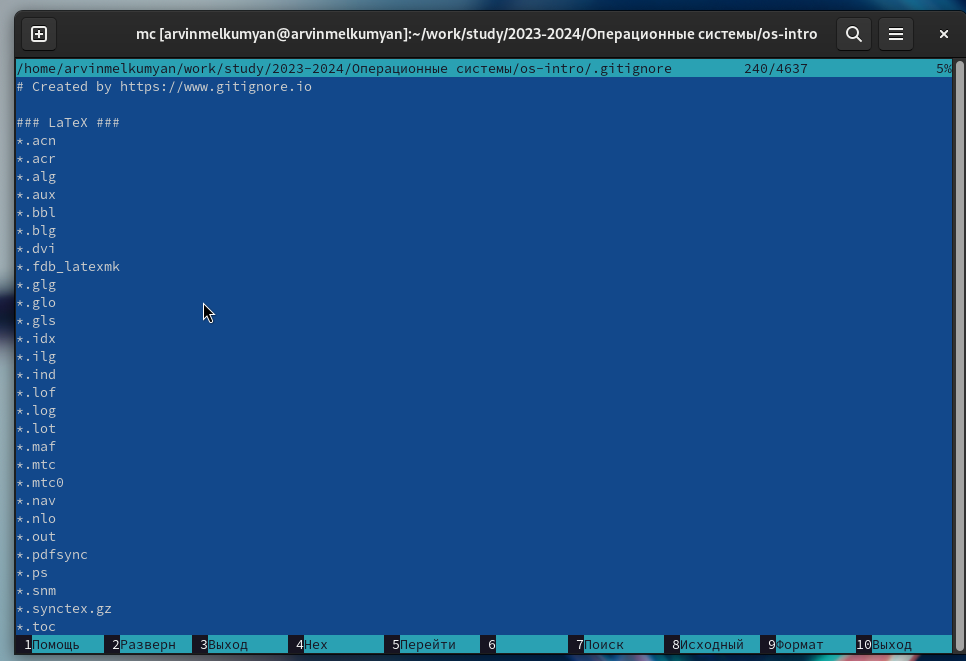 mc [arvinmelkumyan@arvinmelkumyan]:~/work/study/2023-2024/Операционные системы/os-intro
/home/arvinmelkumyan/work/study/2023-2024/Операционные системы/os-intro/.gitignore 240/4637 5%
# Created by https://www.gitignore.io
### LaTeX ###
*.acn
*.acr
*.alg
*.aux
*.bbl
*.blg
*.dvi
*.fdb_latexmk
*.glg
*.glo
*.gls
*.idx
*.ilg
*.ind
*.lof
*.log
*.lot
*.maf
*.mtc
*.mtc0
*.nav
*.nlo
*.out
*.pdfsync
*.ps
*.snm
*.synctex.gz
*.toc
1Помощь 2Разверн 3Выход 4Hex 5Перейти 6 7Поиск 8Исходный 9Формат 10Выход